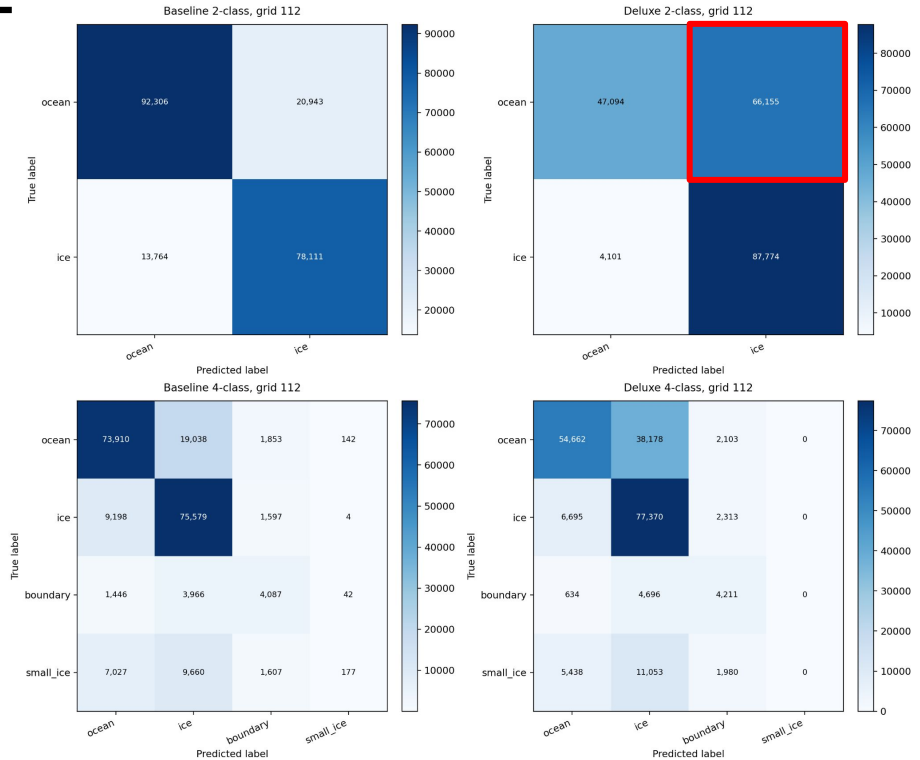 Baseline 2-class, grid 112
ocean
92,306
20,943
ice
13,764
78,111
True label
ocean
ice
Predicted label
90000
80000
70000
60000
50000
40000
30000
20000
Deluxe 2-class, grid 112
ocean
47,094
66,155
ice
4,101
87,774
True label
ocean
ice
Predicted label
80000
70000
60000
50000
40000
30000
20000
10000
Baseline 4-class, grid 112
ocean
73,910
19,038
1,853
142
ice
9,198
75,579
1,597
4
boundary
1,446
3,966
4,087
42
small_ice
7,027
9,660
1,607
177
True label
ocean
ice
boundary
small_ice
Predicted label
70000
60000
50000
40000
30000
20000
10000
Deluxe 4-class, grid 112
ocean
54,662
38,178
2,103
0
ice
6,695
77,370
2,313
0
boundary
634
4,696
4,211
0
small_ice
5,438
11,053
1,980
0
True label
ocean
ice
boundary
small_ice
Predicted label
70000
60000
50000
40000
30000
20000
10000
0